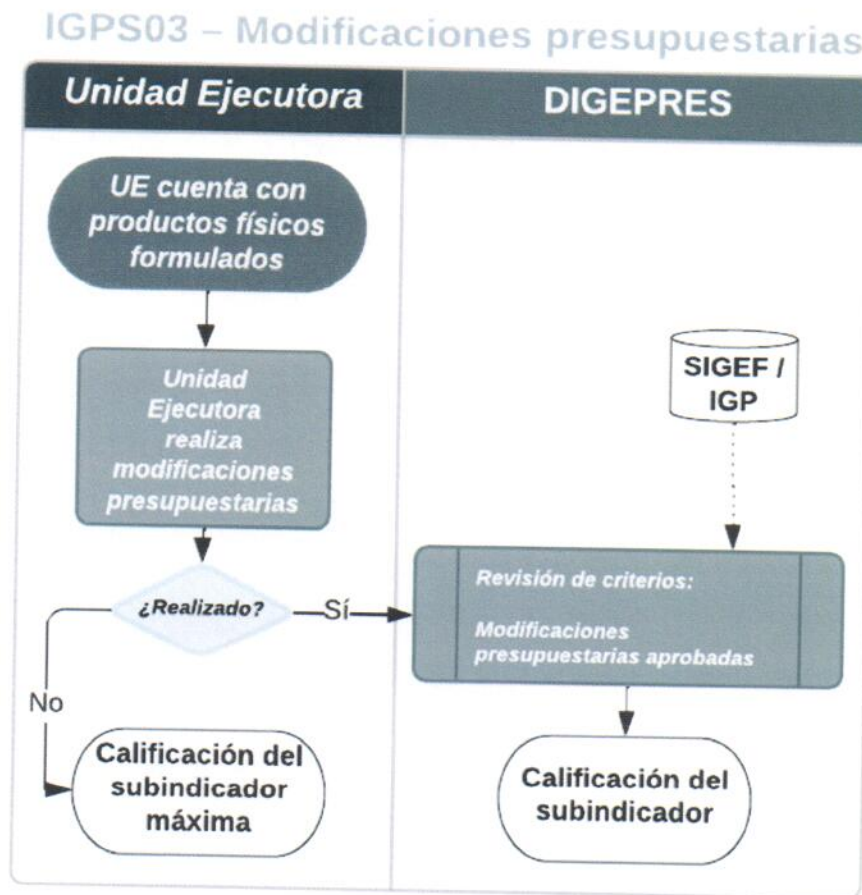 IGPS03 – Modificaciones presupuestarias
Unidad Ejecutora
DIGEPRES
UE cuenta con
productos físicos
formulados
Unidad
Ejecutora
realiza
modificaciones
presupuestarias
SIGEF /
IGP
¿Realizado?
Sí
Revisión de criterios:
Modificaciones
presupuestarias aprobadas
No
Calificación del
subindicador
máxima
Calificación del
subindicador